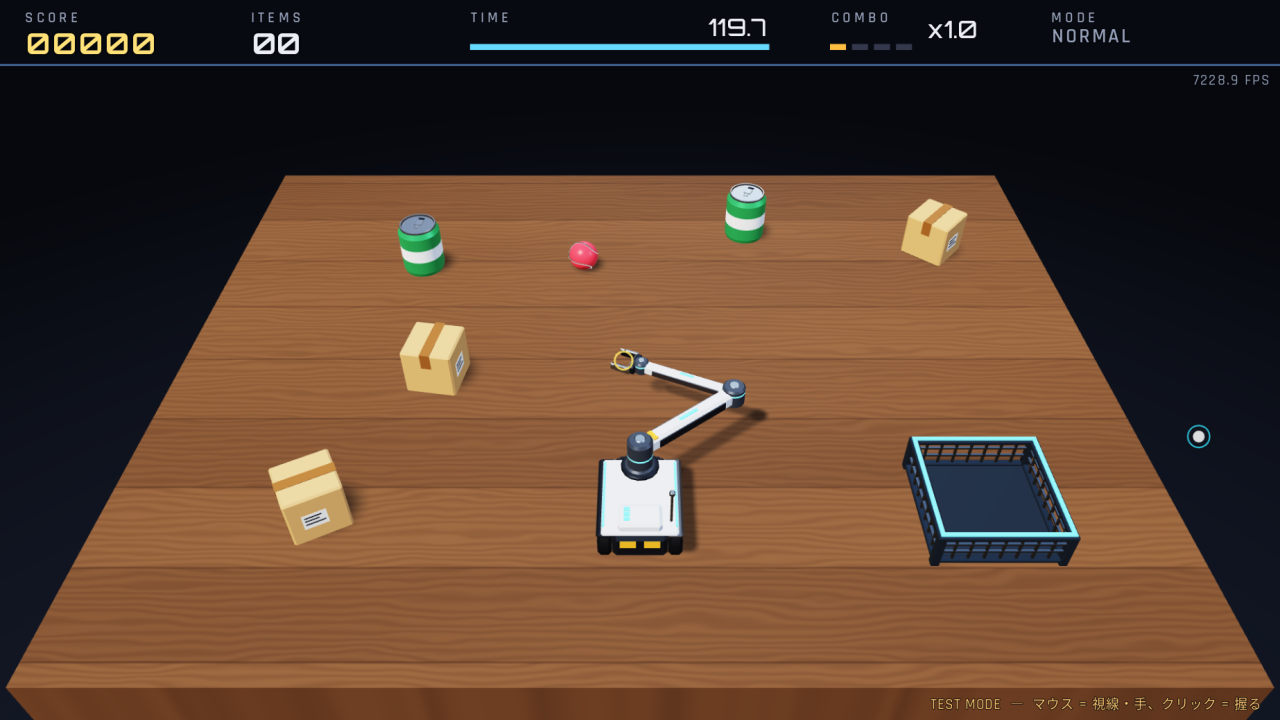 SCORE
00000
ITEMS
00
TIME
119.7
COMBO
x1.0
MODE
NORMAL
7228.9 FPS
TEST MODE — マウス = 視線・手、クリック = 握る